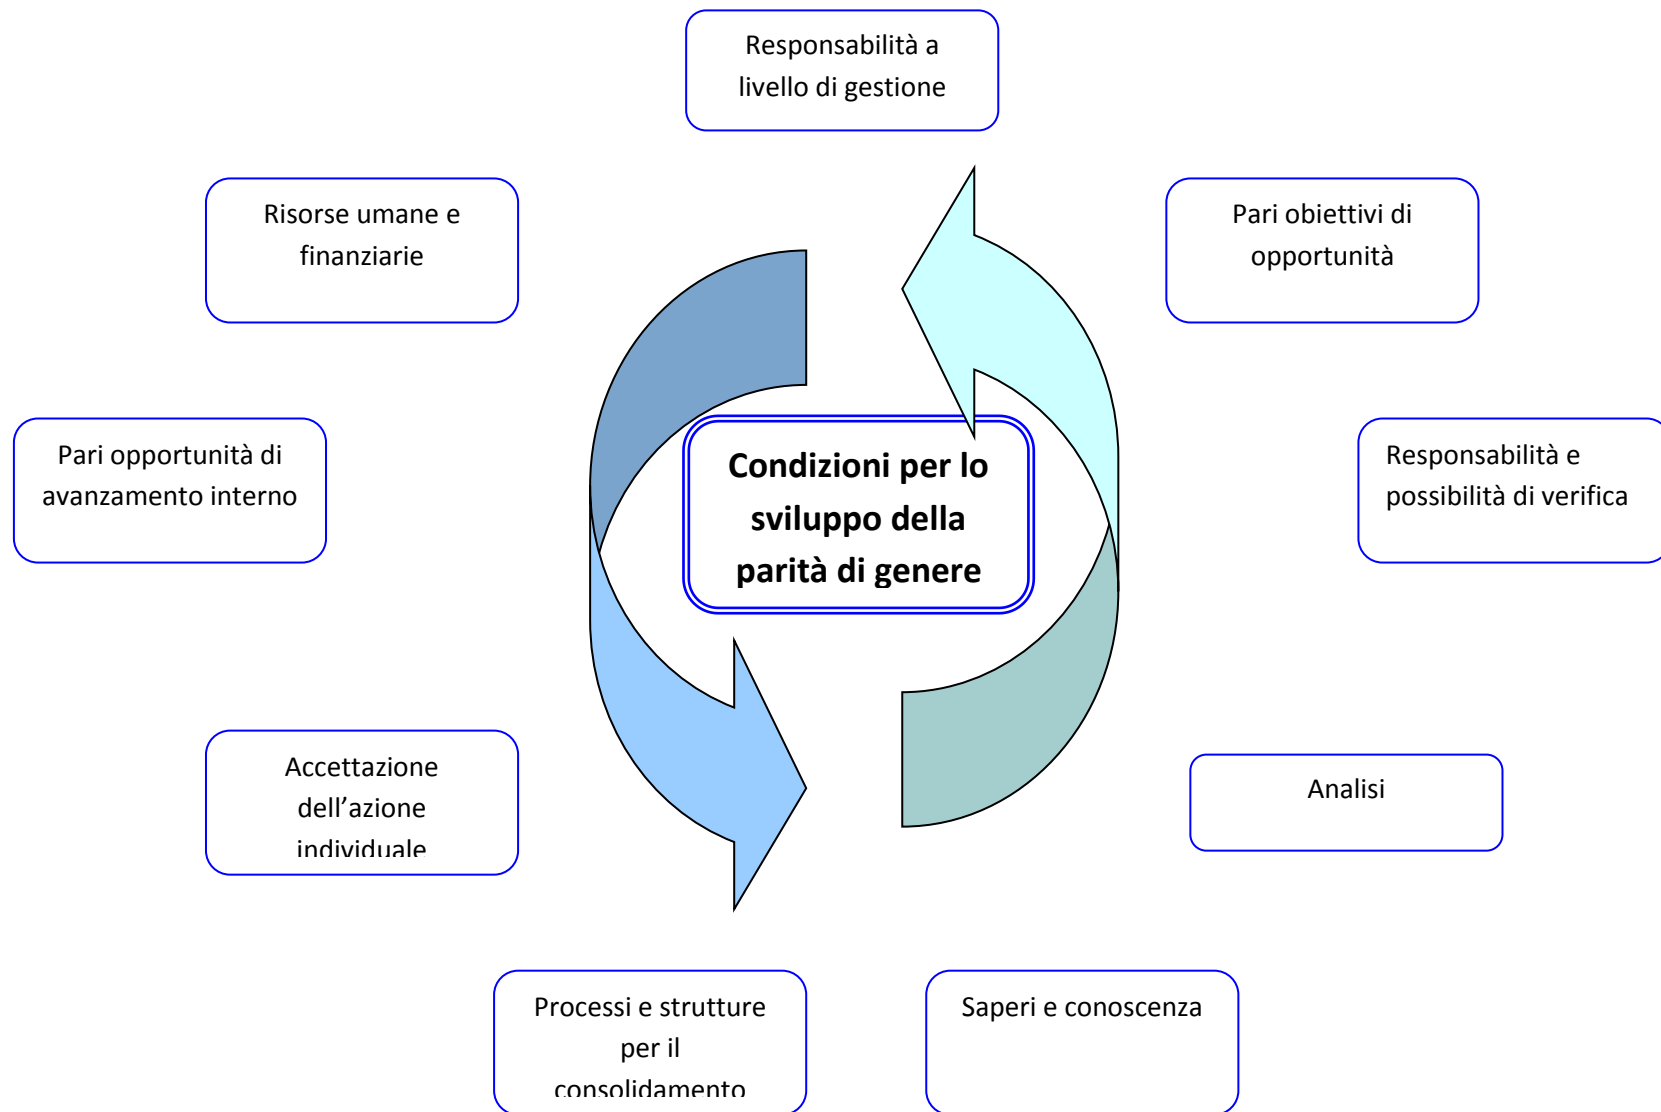 Responsabilità a
livello di gestione
Risorse umane e
finanziarie
Pari obiettivi di
opportunità
Pari opportunità di
avanzamento interno
Condizioni per lo
sviluppo della
parità di genere
Responsabilità e
possibilità di verifica
Accettazione
dell’azione
individuale
Analisi
Processi e strutture
per il
consolidamento
Saperi e conoscenza